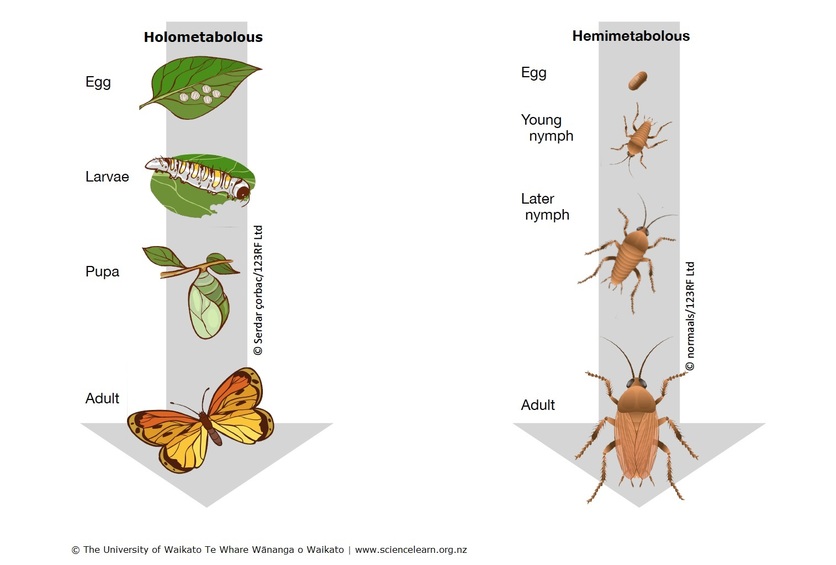 Holometabolous
Egg
Larvae
Pupa
Adult
© Serdar çorbac/123RF Ltd
Hemimetabolous
Egg
Young
nymph
Later
nymph
Adult
© normaals/123RF Ltd
© The University of Waikato Te Whare Wānanga o Waikato | www.sciencelearn.org.nz